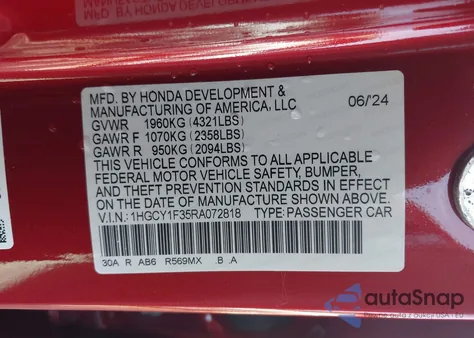 MFD. BY HONDA DEVELOPMENT &
MANUFACTURING OF AMERICA, LLC 06/24
GVWR 1960KG (4321LBS)
GAWR F 1070KG (2358LBS)
GAWR R 950KG (2094LBS)
THIS VEHICLE CONFORMS TO ALL APPLICABLE
FEDERAL MOTOR VEHICLE SAFETY, BUMPER,
AND THEFT PREVENTION STANDARDS IN EFFECT
ON THE DATE OF MANUFACTURE SHOWN ABOVE.
V.I.N.: 1HGCY1F35RA072818 TYPE: PASSENGER CAR
30A R AB6 R569MX .B .A
autoSnap